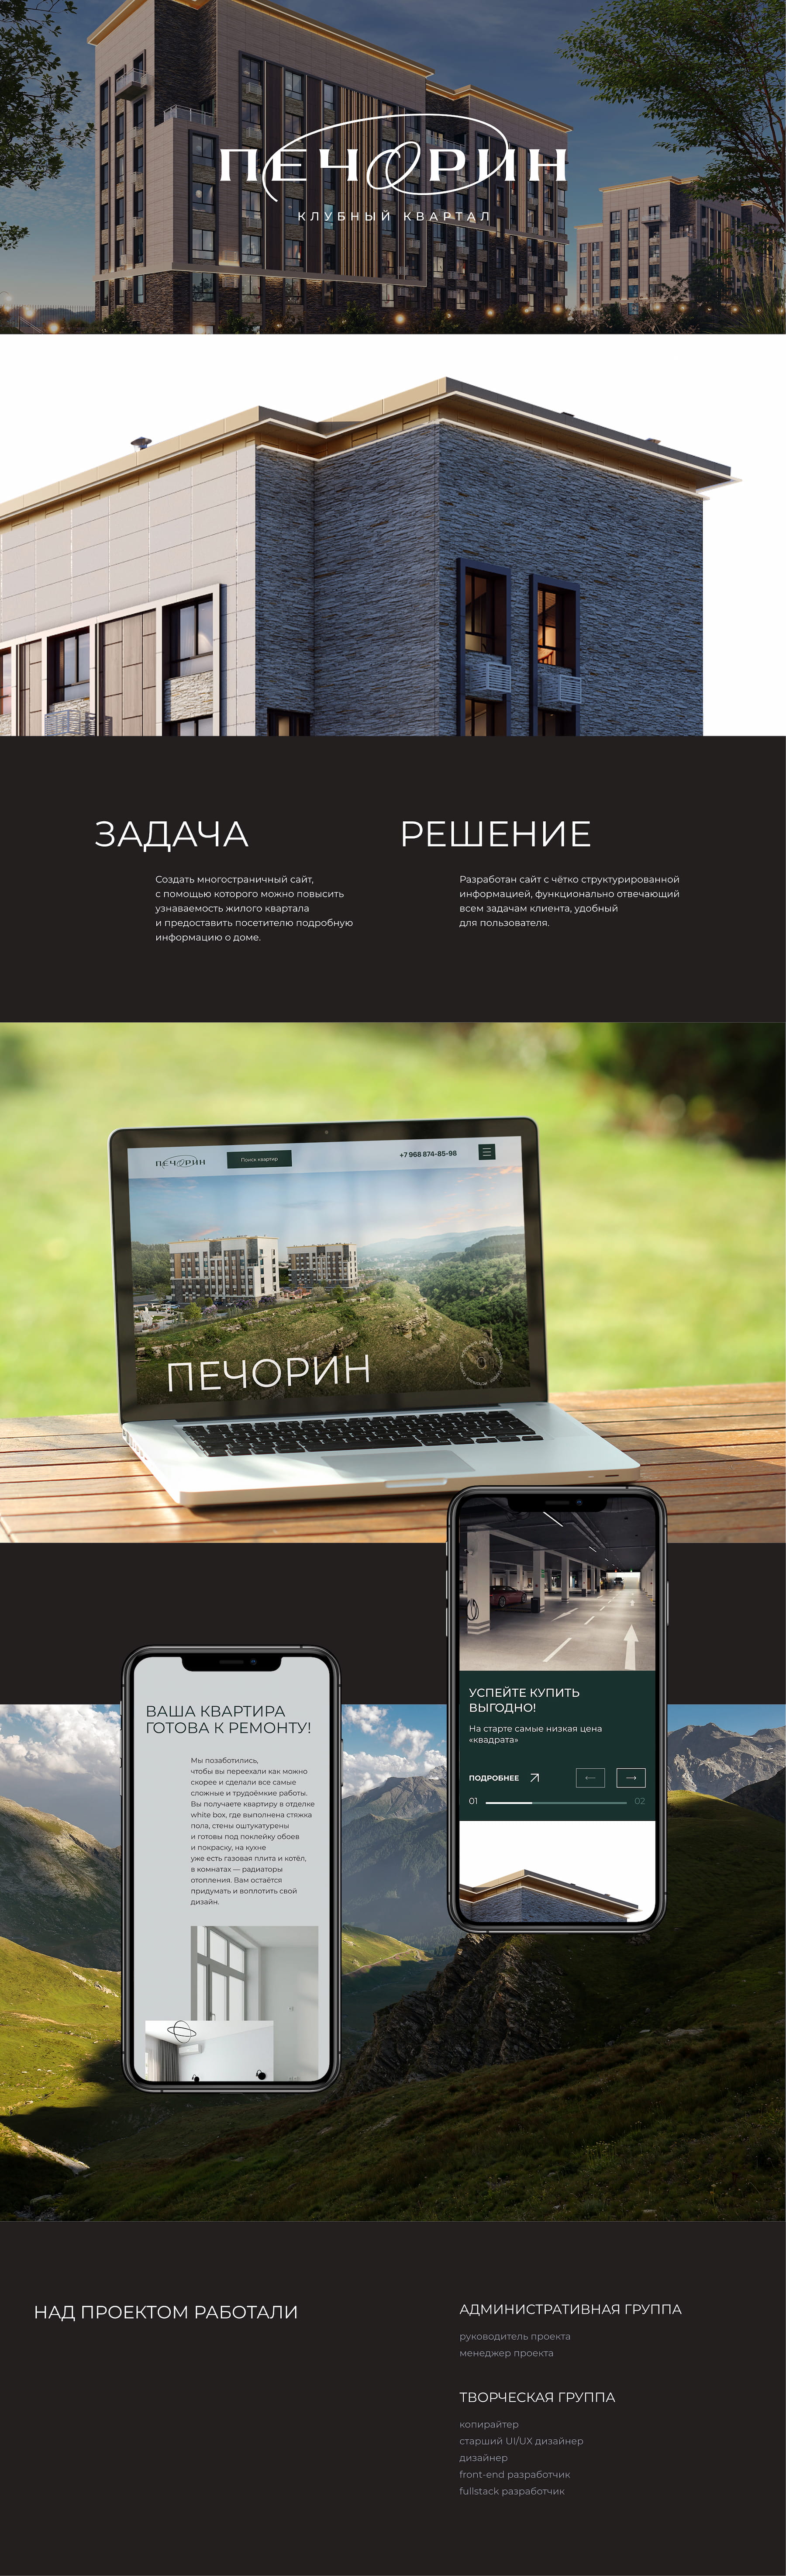 ПЕЧОРИН
КЛУБНЫЙ КВАРТАЛ
ЗАДАЧА
Создать многостраничный сайт,
с помощью которого можно повысить
узнаваемость жилого квартала
и предоставить посетителю подробную
информацию о доме.
РЕШЕНИЕ
Разработан сайт с чётко структурированной
информацией, функционально отвечающий
всем задачам клиента, удобный
для пользователя.
ПЕЧОРИН
Поиск квартир
+7 968 874-85-98
ПЕЧОРИН
УСПЕЙТЕ КУПИТЬ
ВЫГОДНО!
На старте самые низкая цена
«квадрата»
ПОДРОБНЕЕ
01
02
ВАША КВАРТИРА
ГОТОВА К РЕМОНТУ!
Мы позаботились,
чтобы вы переехали как можно
скорее и сделали все самые
сложные и трудоёмкие работы.
Вы получаете квартиру в отделке
white box, где выполнена стяжка
пола, стены оштукатурены
и готовы под поклейку обоев
и покраску, на кухне
уже есть газовая плита и котёл,
в комнатах — радиаторы
отопления. Вам остаётся
придумать и воплотить свой
дизайн.
НАД ПРОЕКТОМ РАБОТАЛИ
АДМИНИСТРАТИВНАЯ ГРУППА
руководитель проекта
менеджер проекта
ТВОРЧЕСКАЯ ГРУППА
копирайтер
старший UI/UX дизайнер
дизайнер
front-end разработчик
fullstack разработчик